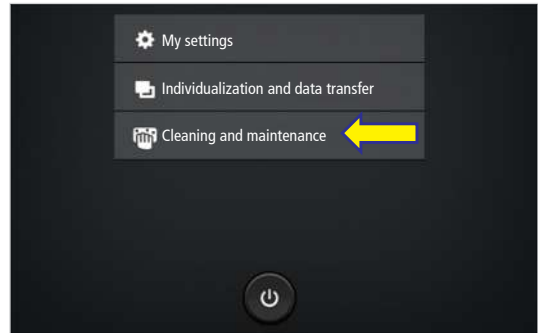 My settings
Individualization and data transfer
Cleaning and maintenance